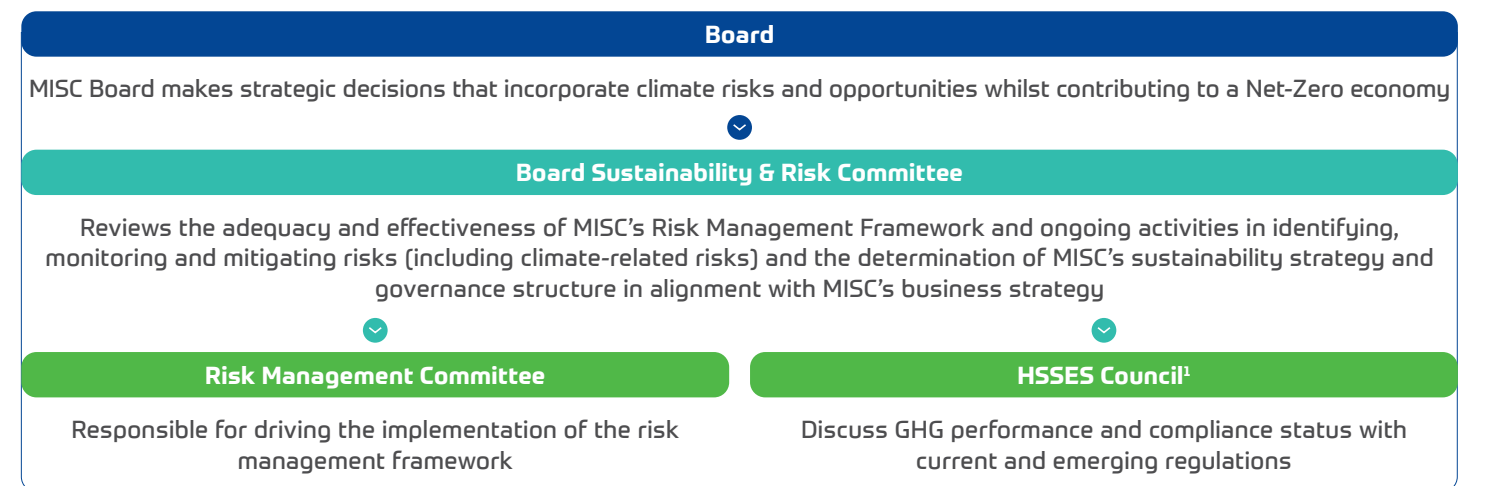 Board
MISC Board makes strategic decisions that incorporate climate risks and opportunities whilst contributing to a Net-Zero economy
Board Sustainability & Risk Committee
Reviews the adequacy and effectiveness of MISC's Risk Management Framework and ongoing activities in identifying,
monitoring and mitigating risks (including climate-related risks) and the determination of MISC's sustainability strategy and
governance structure in alignment with MISC's business strategy
Risk Management Committee
Responsible for driving the implementation of the risk
management framework
HSSES Council¹
Discuss GHG performance and compliance status with
current and emerging regulations